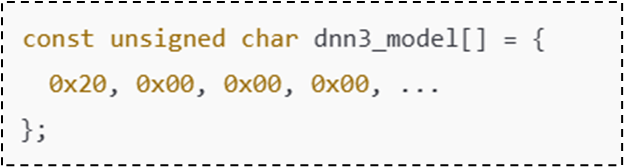 const unsigned char dnn3_model[] = {
0x20, 0x00, 0x00, 0x00, ...
};